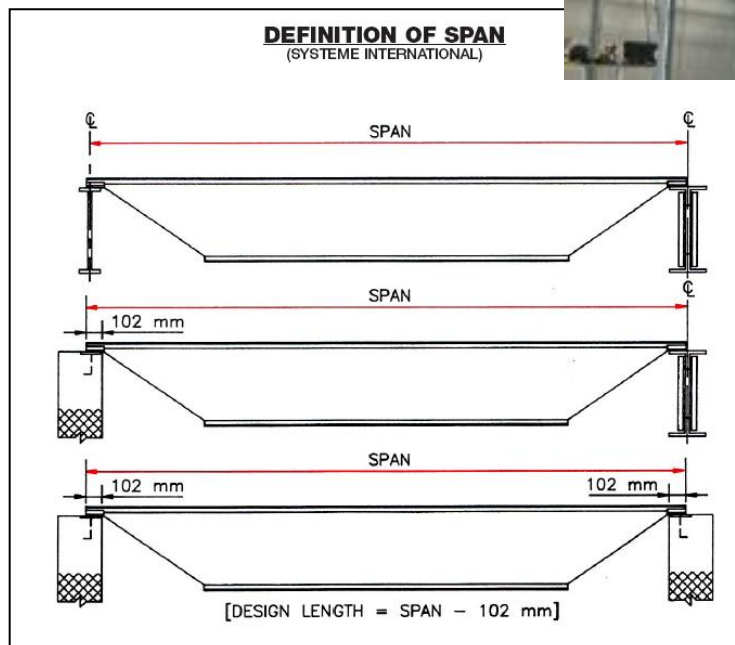 DEFINITION OF SPAN
(SYSTEME INTERNATIONAL)
℄ ℄
SPAN
SPAN ℄
102 mm
SPAN
102 mm 102 mm
[DESIGN LENGTH = SPAN – 102 mm]